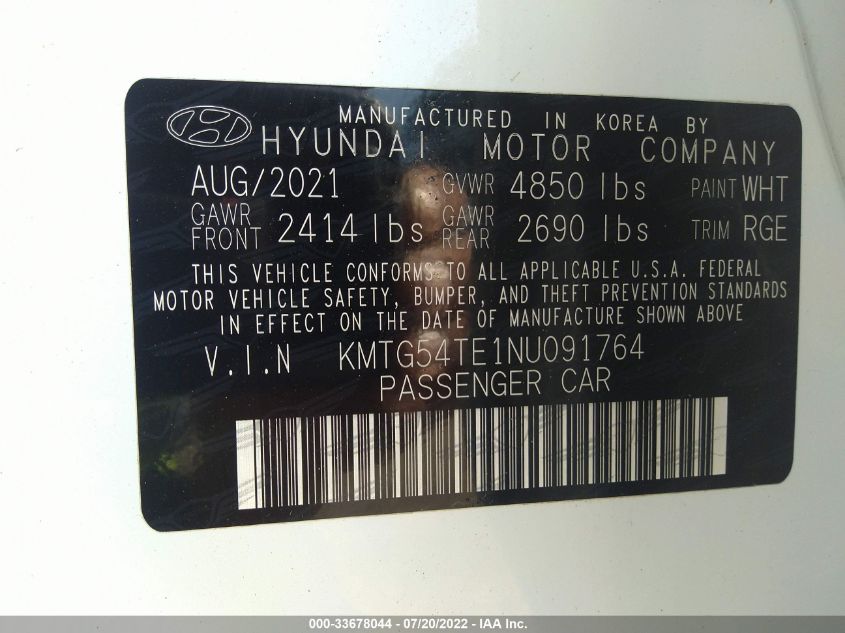 MANUFACTURED IN KOREA BY
HYUNDAI MOTOR COMPANY
AUG/2021 GVWR 4850 lbs PAINT WHT
GAWR FRONT 2414 lbs GAWR REAR 2690 lbs TRIM RGE
THIS VEHICLE CONFORMS TO ALL APPLICABLE U.S.A. FEDERAL
MOTOR VEHICLE SAFETY, BUMPER, AND THEFT PREVENTION STANDARDS
IN EFFECT ON THE DATE OF MANUFACTURE SHOWN ABOVE
V.I.N KMTG54TE1NU091764
PASSENGER CAR
000-33678044 - 07/20/2022 - IAA Inc.